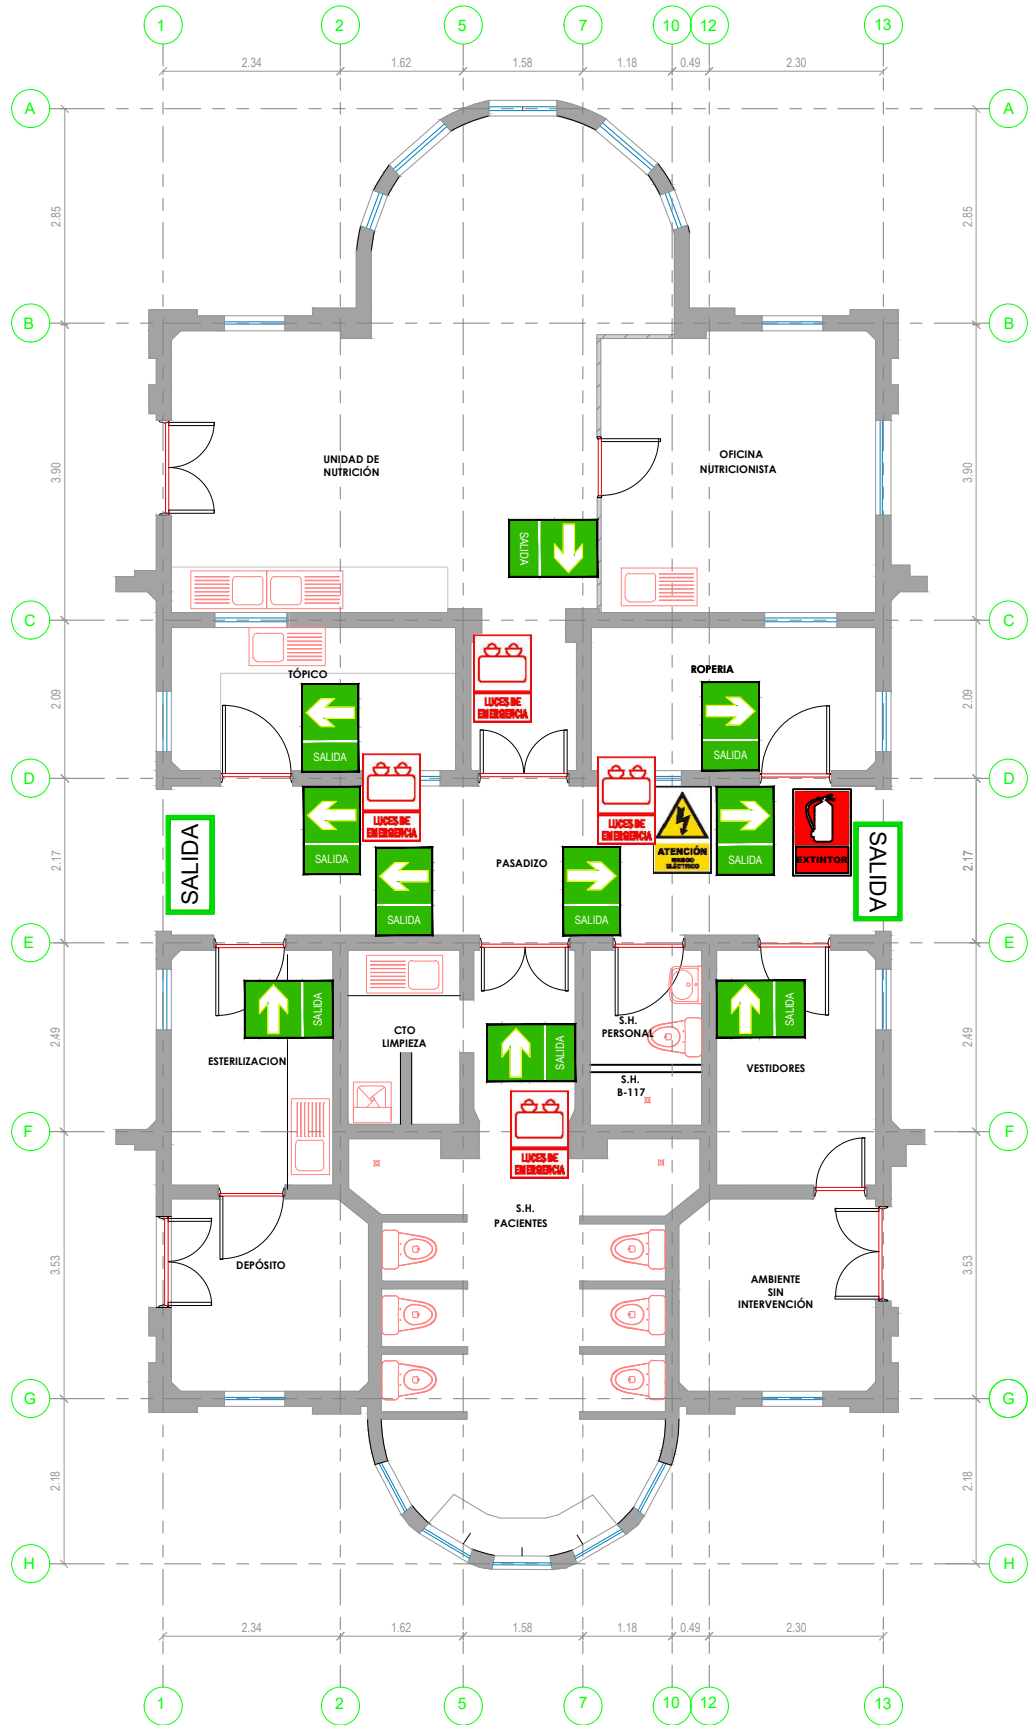 1 2 5 7 10 12 13
2.34 1.62 1.58 1.18 0.49 2.30
A A
2.85 2.85
B B
UNIDAD DE
NUTRICIÓN
OFICINA
NUTRICIONISTA
3.90 3.90
SALIDA
C C
LUCES DE
EMERGENCIA
TÓPICO
ROPERIA
2.09 2.09
SALIDA
SALIDA
D D
LUCES DE
EMERGENCIA
LUCES DE
EMERGENCIA
ATENCIÓN
RIESGO
ELÉCTRICO
SALIDA
SALIDA
EXTINTOR
SALIDA
SALIDA
PASADIZO
2.17 2.17
SALIDA
SALIDA
E E
SALIDA
SALIDA
SALIDA
2.49 2.49
CTO
LIMPIEZA
S.H.
PERSONAL
ESTERILIZACION
VESTIDORES
S.H.
B-117
LUCES DE
EMERGENCIA
F F
S.H.
PACIENTES
DEPÓSITO
AMBIENTE
SIN
INTERVENCIÓN
3.53 3.53
G G
2.18 2.18
H H
2.34 1.62 1.58 1.18 0.49 2.30
1 2 5 7 10 12 13